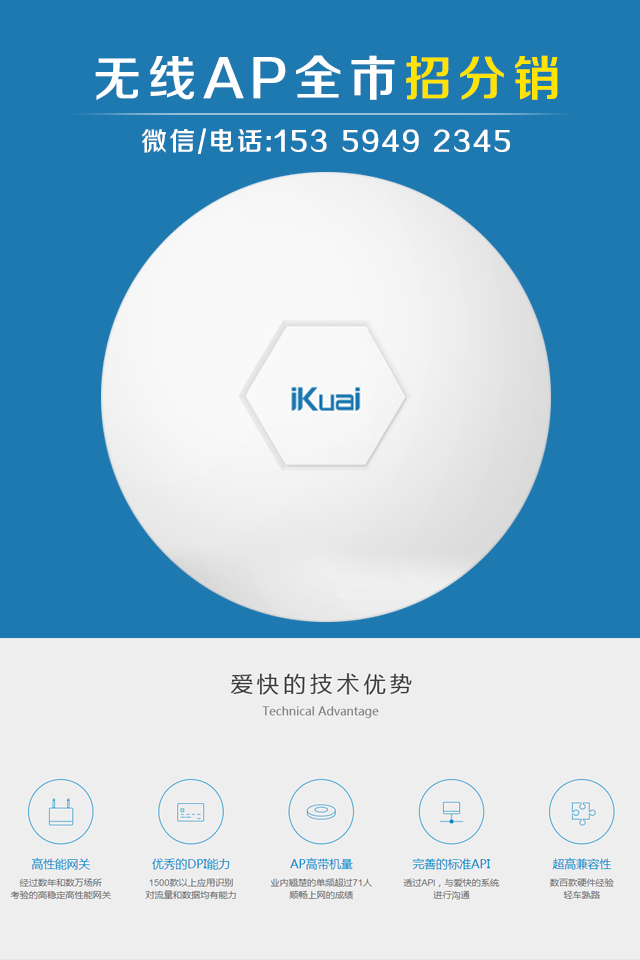 无线AP全市招分销
微信/电话:153 5949 2345
iKuai
爱快的技术优势
Technical Advantage
高性能网关
经过数年和数万场所
考验的高稳定高性能网关
优秀的DPI能力
1500款以上应用识别
对流量和数据均有能力
AP高带机量
业内翘楚的单频超过71人
顺畅上网的成绩
完善的标准API
透过API，与爱快的系统
进行沟通
超高兼容性
数百款硬件经验
轻车熟路